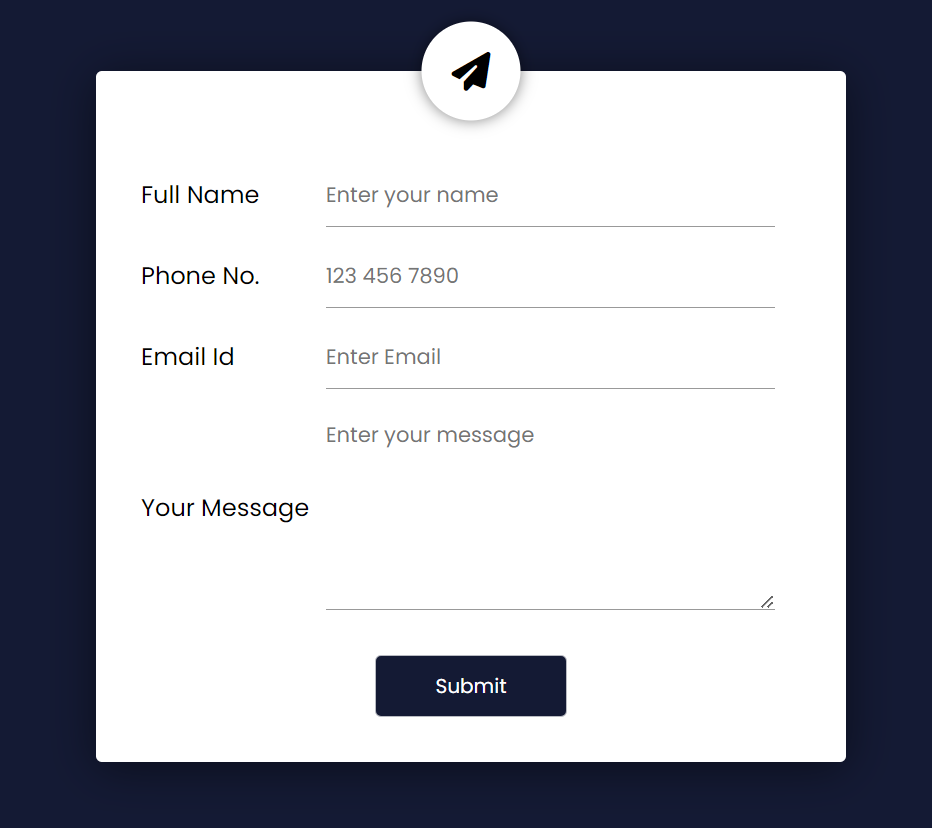 Full Name
Enter your name
Phone No.
123 456 7890
Email Id
Enter Email
Enter your message
Your Message
Submit